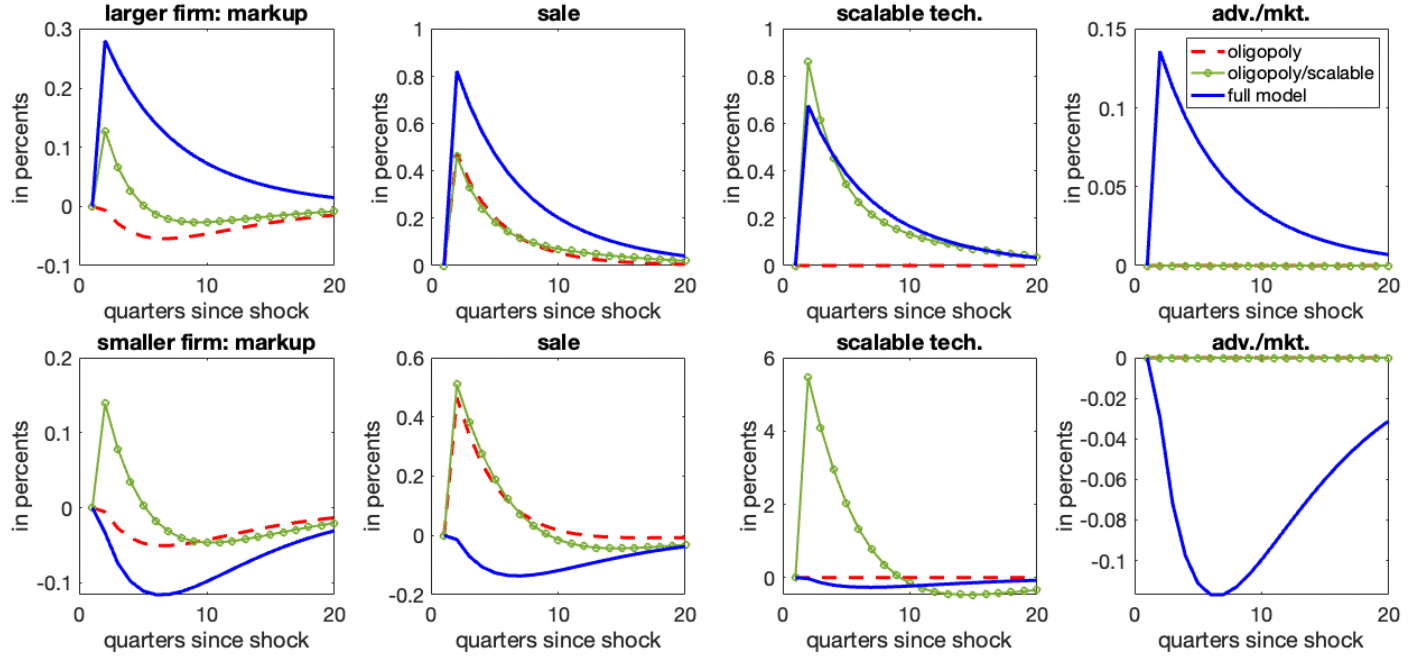 larger firm: markup
sale
scalable tech.
adv./mkt.
0.3
0.2
0.1
0
-0.1
in percents
0
10
20
quarters since shock
1
0.8
0.6
0.4
0.2
0
in percents
0
10
20
quarters since shock
1
0.8
0.6
0.4
0.2
0
in percents
0
10
20
quarters since shock
0.15
0.1
0.05
0
in percents
0
10
20
quarters since shock
oligopoly
oligopoly/scalable
full model
smaller firm: markup
sale
scalable tech.
adv./mkt.
0.2
0.1
0
-0.1
in percents
0
10
20
quarters since shock
0.6
0.4
0.2
0
-0.2
in percents
0
10
20
quarters since shock
6
4
2
0
in percents
0
10
20
quarters since shock
0
-0.02
-0.04
-0.06
-0.08
-0.1
in percents
0
10
20
quarters since shock